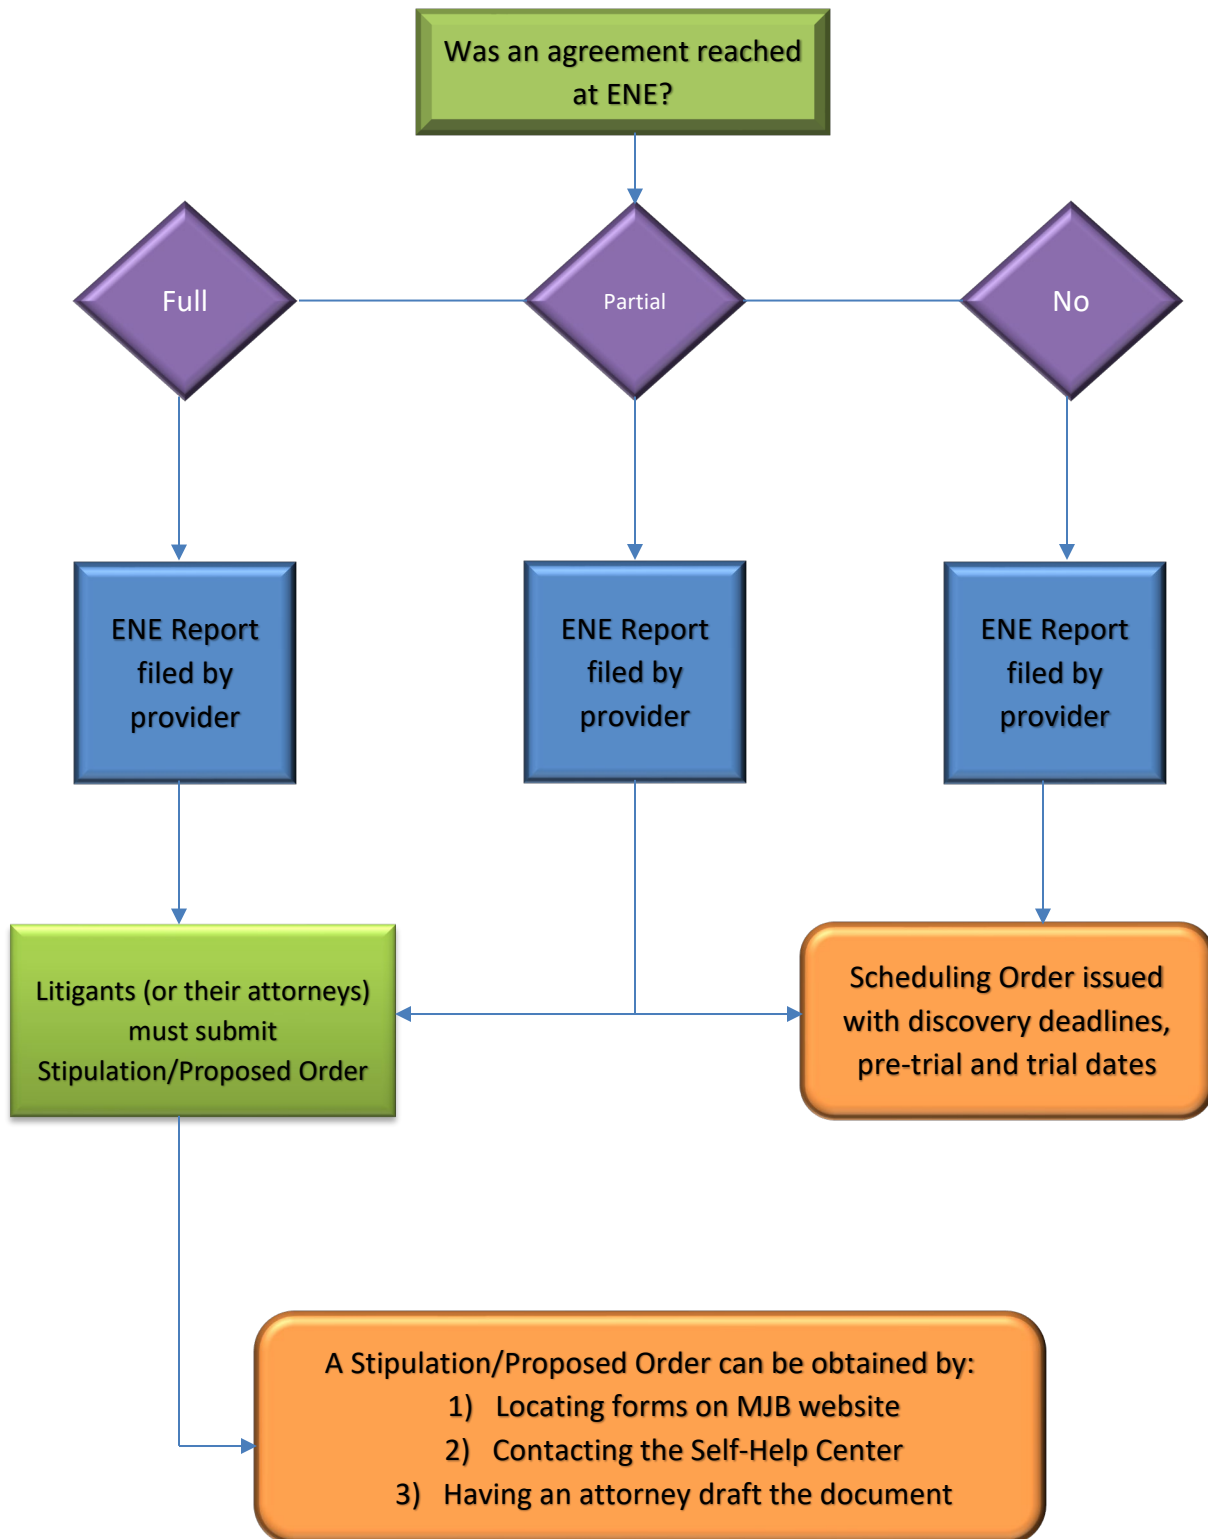 Was an agreement reached
at ENE?
Full
Partial
No
ENE Report
filed by
provider
ENE Report
filed by
provider
ENE Report
filed by
provider
Litigants (or their attorneys)
must submit
Stipulation/Proposed Order
Scheduling Order issued
with discovery deadlines,
pre-trial and trial dates
A Stipulation/Proposed Order can be obtained by:
1) Locating forms on MJB website
2) Contacting the Self-Help Center
3) Having an attorney draft the document